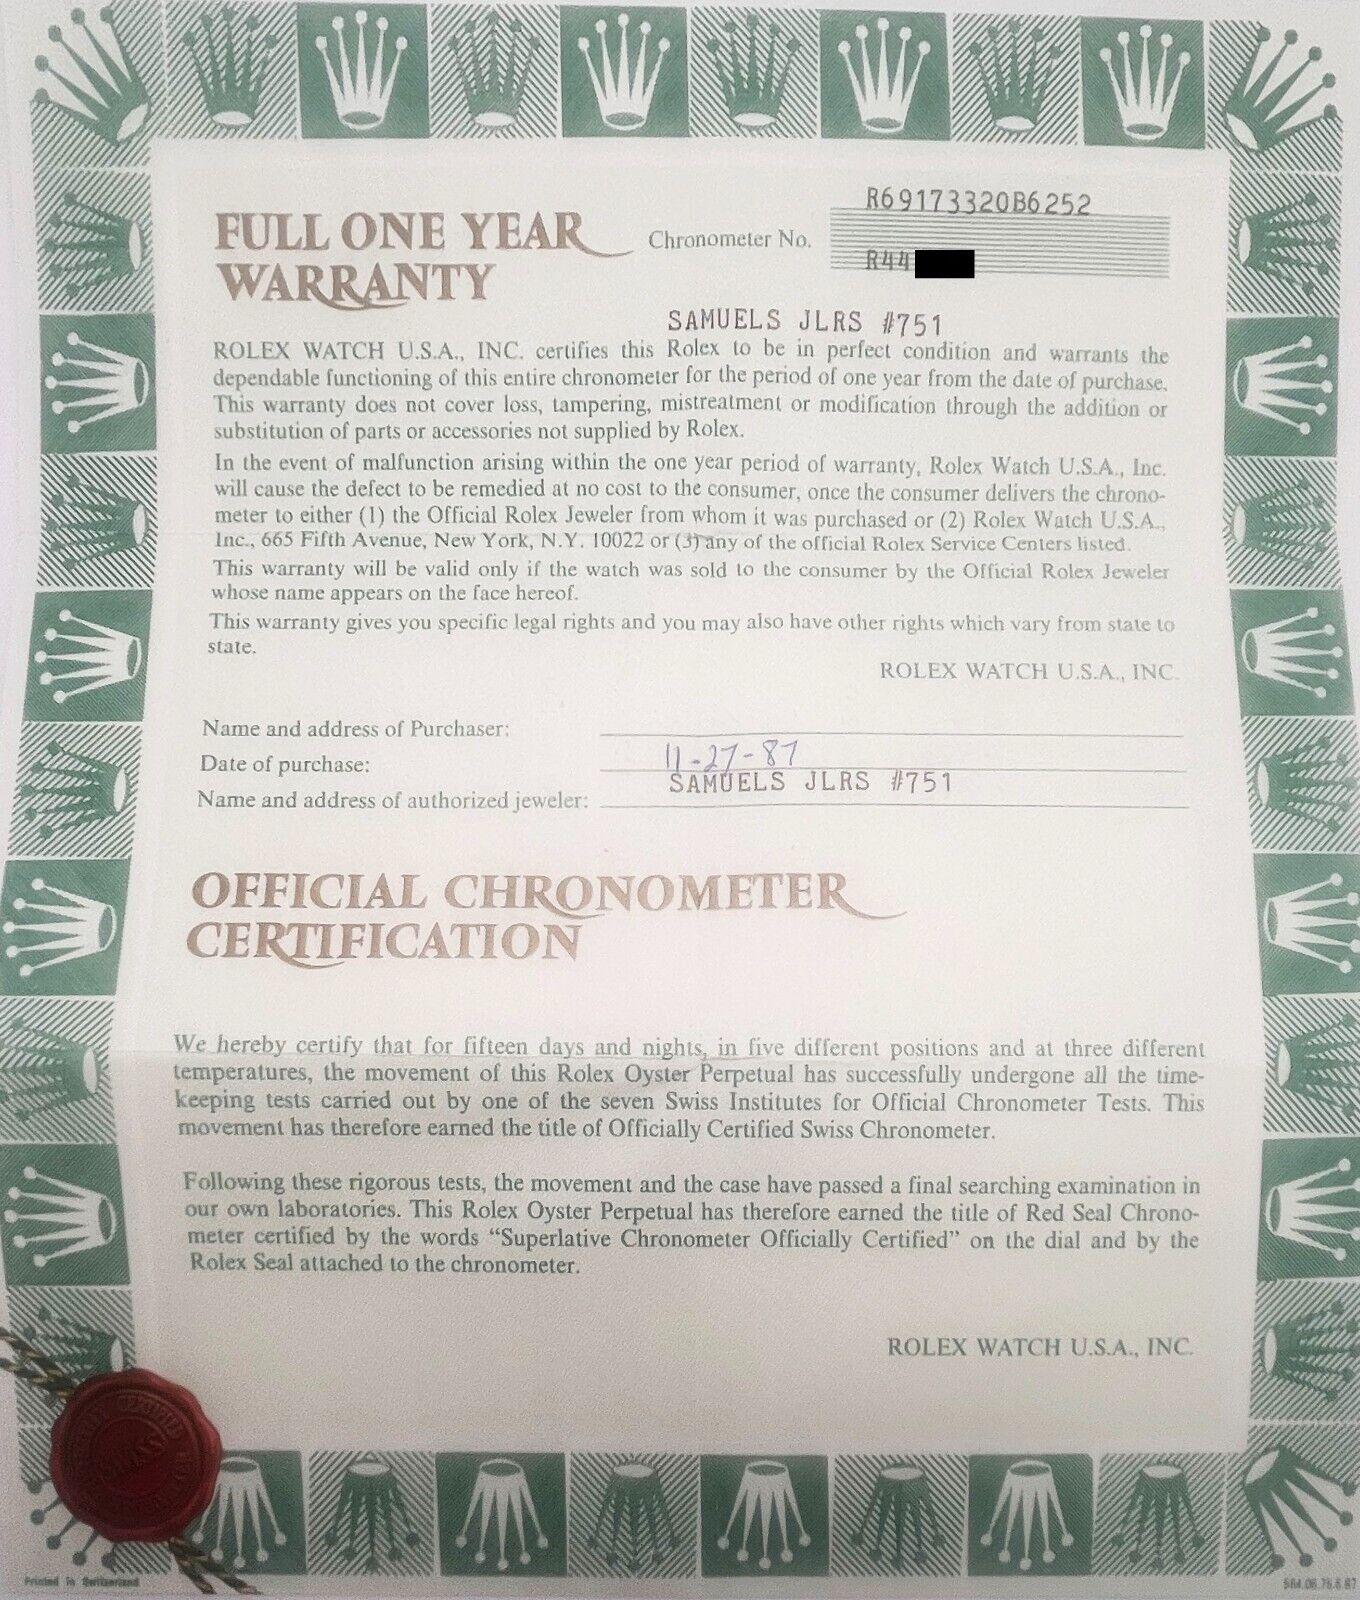 R69173320B6252
FULL ONE YEAR
WARRANTY
Chronometer No.
R44
SAMUELS JLRS #751
ROLEX WATCH U.S.A., INC. certifies this Rolex to be in perfect condition and warrants the
dependable functioning of this entire chronometer for the period of one year from the date of purchase.
This warranty does not cover loss, tampering, mistreatment or modification through the addition or
substitution of parts or accessories not supplied by Rolex.
In the event of malfunction arising within the one year period of warranty, Rolex Watch U.S.A., Inc.
will cause the defect to be remedied at no cost to the consumer, once the consumer delivers the chrono-
meter to either (1) the Official Rolex Jeweler from whom it was purchased or (2) Rolex Watch U.S.A.,
Inc., 665 Fifth Avenue, New York, N.Y. 10022 or (3) any of the official Rolex Service Centers listed.
This warranty will be valid only if the watch was sold to the consumer by the Official Rolex Jeweler
whose name appears on the face hereof.
This warranty gives you specific legal rights and you may also have other rights which vary from state to
state.
ROLEX WATCH U.S.A., INC.
Name and address of Purchaser:
Date of purchase: 11-27-87
SAMUELS JLRS #751
Name and address of authorized jeweler:
OFFICIAL CHRONOMETER
CERTIFICATION
We hereby certify that for fifteen days and nights, in five different positions and at three different
temperatures, the movement of this Rolex Oyster Perpetual has successfully undergone all the time-
keeping tests carried out by one of the seven Swiss Institutes for Official Chronometer Tests. This
movement has therefore earned the title of Officially Certified Swiss Chronometer.
Following these rigorous tests, the movement and the case have passed a final searching examination in
our own laboratories. This Rolex Oyster Perpetual has therefore earned the title of Red Seal Chrono-
meter certified by the words “Superlative Chronometer Officially Certified” on the dial and by the
Rolex Seal attached to the chronometer.
ROLEX WATCH U.S.A., INC.
Printed in Switzerland